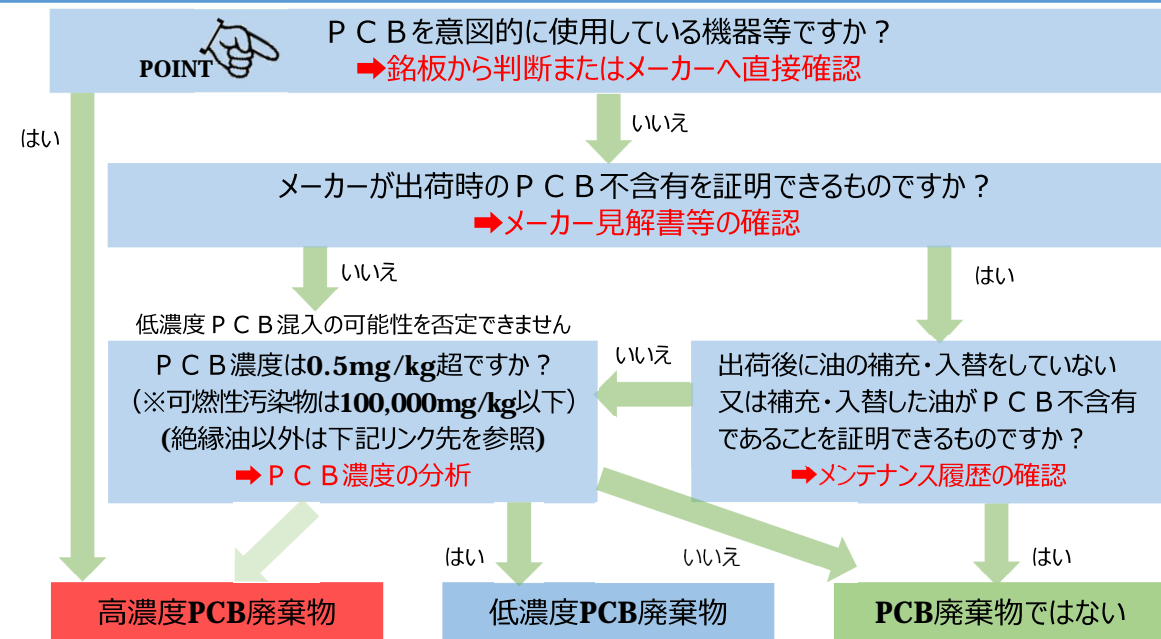 ＰＣＢを意図的に使用している機器等ですか？
POINT
➡銘板から判断またはメーカーへ直接確認
はい
いいえ
メーカーが出荷時のＰＣＢ不含有を証明できるものですか？
➡メーカー見解書等の確認
いいえ
はい
低濃度ＰＣＢ混入の可能性を否定できません
ＰＣＢ濃度は0.5mg/kg超ですか？
（※可燃性汚染物は100,000mg/kg以下）
(絶縁油以外は下記リンク先を参照)
➡ＰＣＢ濃度の分析
いいえ
出荷後に油の補充・入替をしていない
又は補充・入替した油がＰＣＢ不含有
であることを証明できるものですか？
➡メンテナンス履歴の確認
はい
いいえ
はい
高濃度PCB廃棄物
低濃度PCB廃棄物
PCB廃棄物ではない